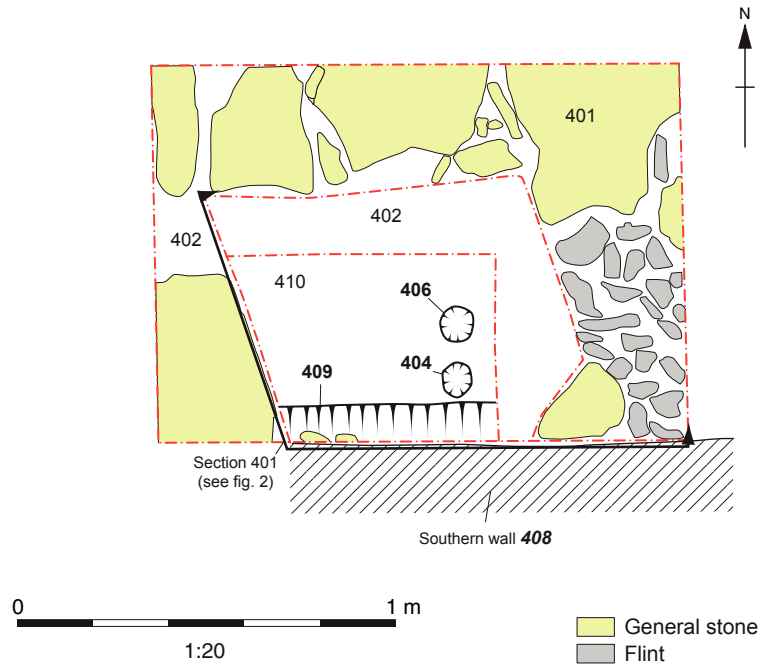 N
401
402
402
410
406
404
409
Section 401
(see fig. 2)
Southern wall 408
0 1 m
1:20
General stone
Flint